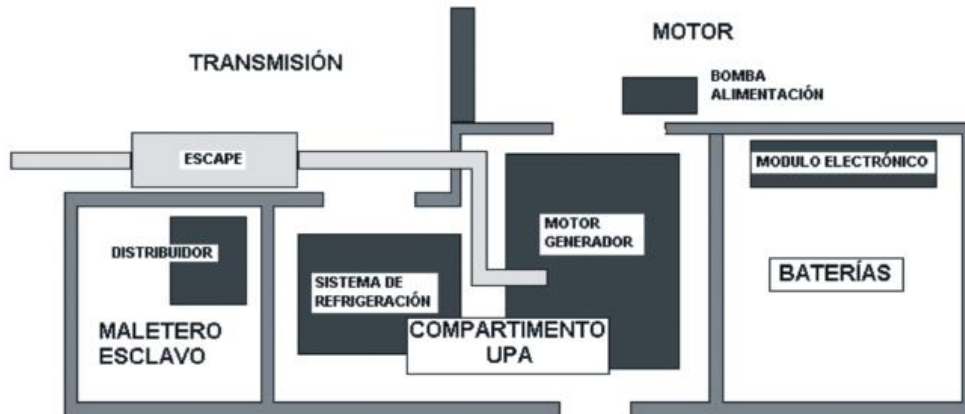 MOTOR
TRANSMISIÓN
BOMBA
ALIMENTACIÓN
ESCAPE
MODULO ELECTRÓNICO
MOTOR
GENERADOR
DISTRIBUIDOR
SISTEMA DE
REFRIGERACIÓN
BATERÍAS
MALETERO
ESCLAVO
COMPARTIMENTO
UPA